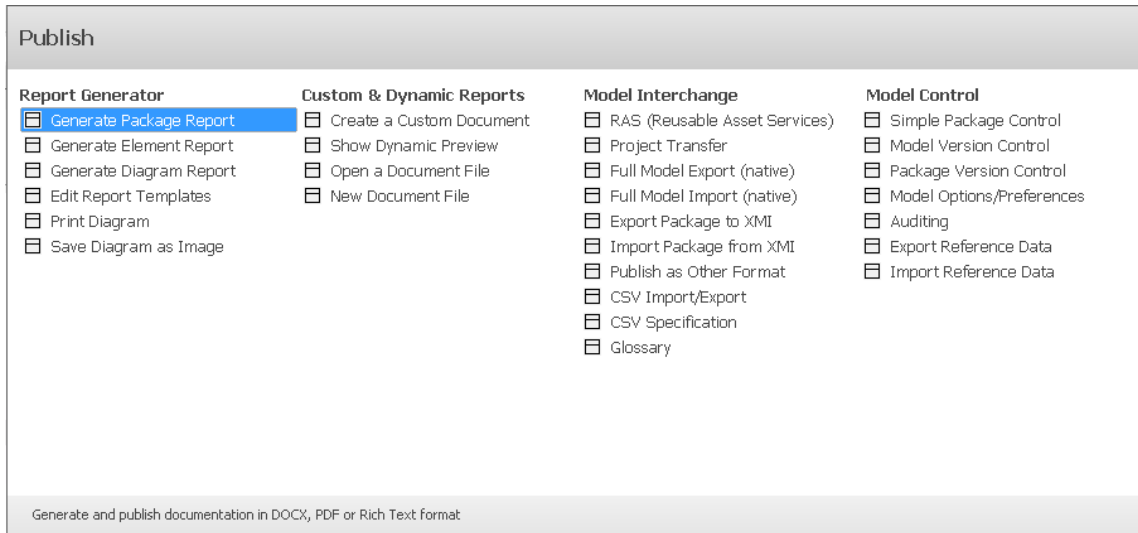 Publish
Report Generator
Generate Package Report
Generate Element Report
Generate Diagram Report
Edit Report Templates
Print Diagram
Save Diagram as Image
Custom & Dynamic Reports
Create a Custom Document
Show Dynamic Preview
Open a Document File
New Document File
Model Interchange
RAS (Reusable Asset Services)
Project Transfer
Full Model Export (native)
Full Model Import (native)
Export Package to XMI
Import Package from XMI
Publish as Other Format
CSV Import/Export
CSV Specification
Glossary
Model Control
Simple Package Control
Model Version Control
Package Version Control
Model Options/Preferences
Auditing
Export Reference Data
Import Reference Data
Generate and publish documentation in DOCX, PDF or Rich Text format